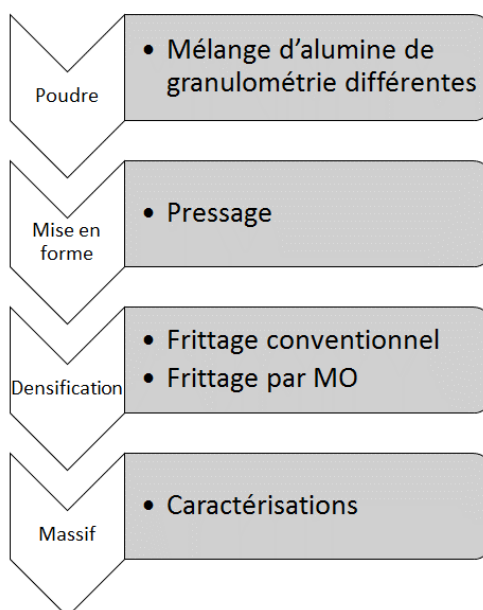 Poudre
• Mélange d'alumine de
granulométrie différentes
Mise en
forme
• Pressage
Densification
• Frittage conventionnel
• Frittage par MO
Massif
• Caractérisations